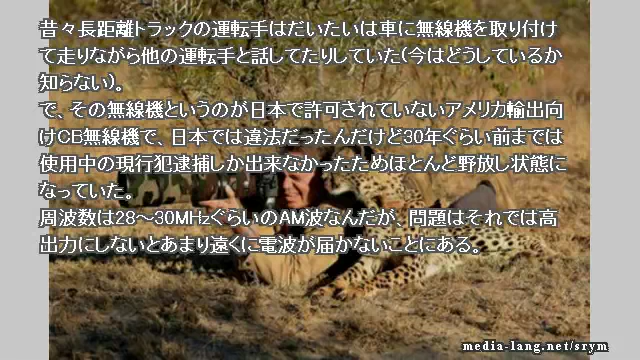 昔々長距離トラックの運転手はだいたいは車に無線機を取り付け
て走りながら他の運転手と話してたりしていた(今はどうしているか
知らない)。
で、その無線機というのが日本で許可されていないアメリカ輸出向
けCB無線機で、日本では違法だったんだけど30年ぐらい前までは
使用中の現行犯逮捕しか出来なかったためほとんど野放し状態に
なっていた。
周波数は28～30MHzぐらいのAM波なんだが、問題はそれでは高
出力にしないとあまり遠くに電波が届かないことにある。
media-lang.net/srym